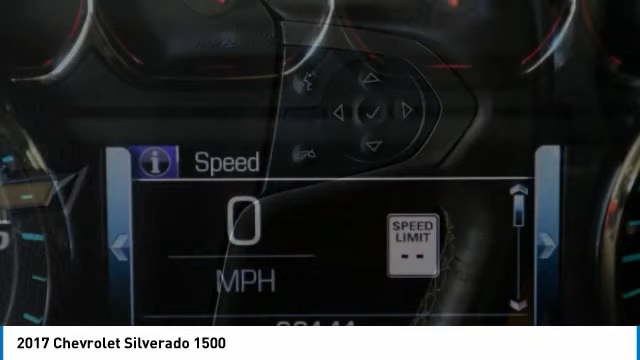 Speed
0
MPH
SPEED
LIMIT
--
2017 Chevrolet Silverado 1500